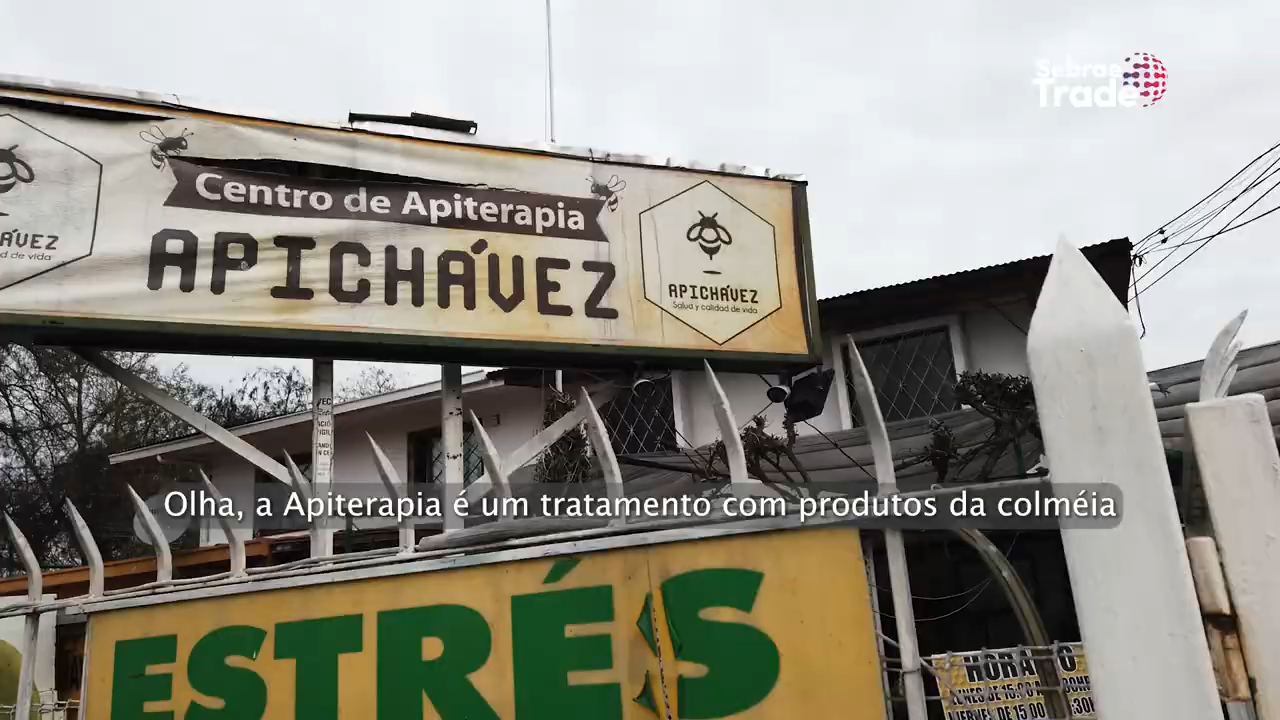 Sebrae
Trade
Centro de Apiterapia
APICHÁVEZ
APICHÁVEZ
Salud y calidad de vida
ÁVEZ
d de vida
Olha, a Apiterapia é um tratamento com produtos da colméia
ESTRÉS